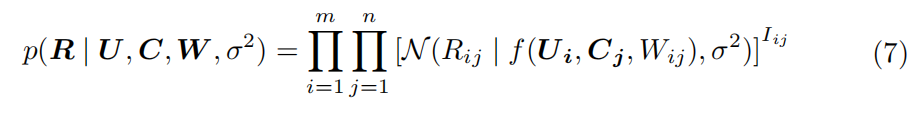 p(R | U, C, W, σ²) = ∏_{i=1}^{m} ∏_{j=1}^{n} [𝒩(R_{ij} | f(U_i, C_j, W_{ij}), σ²)]^{I_{ij}} (7)